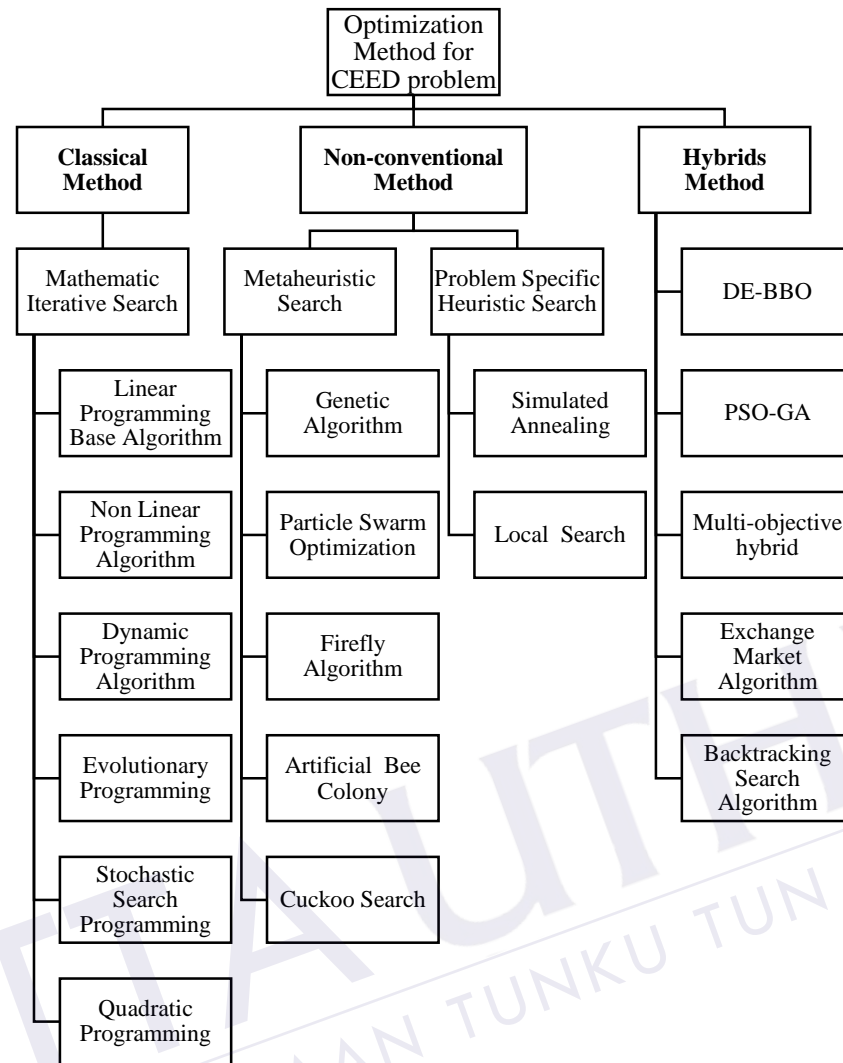 Optimization
Method for
CEED problem
Classical
Method
Non-conventional
Method
Hybrids
Method
Mathematic
Iterative Search
Metaheuristic
Search
Problem Specific
Heuristic Search
DE-BBO
Linear
Programming
Base Algorithm
Genetic
Algorithm
Simulated
Annealing
PSO-GA
Non Linear
Programming
Algorithm
Particle Swarm
Optimization
Local Search
Multi-objective
hybrid
Dynamic
Programming
Algorithm
Firefly
Algorithm
Exchange
Market
Algorithm
Evolutionary
Programming
Artificial Bee
Colony
Backtracking
Search
Algorithm
Stochastic
Search
Programming
Cuckoo Search
Quadratic
Programming
TA UTH
AAN TUNKU TUN